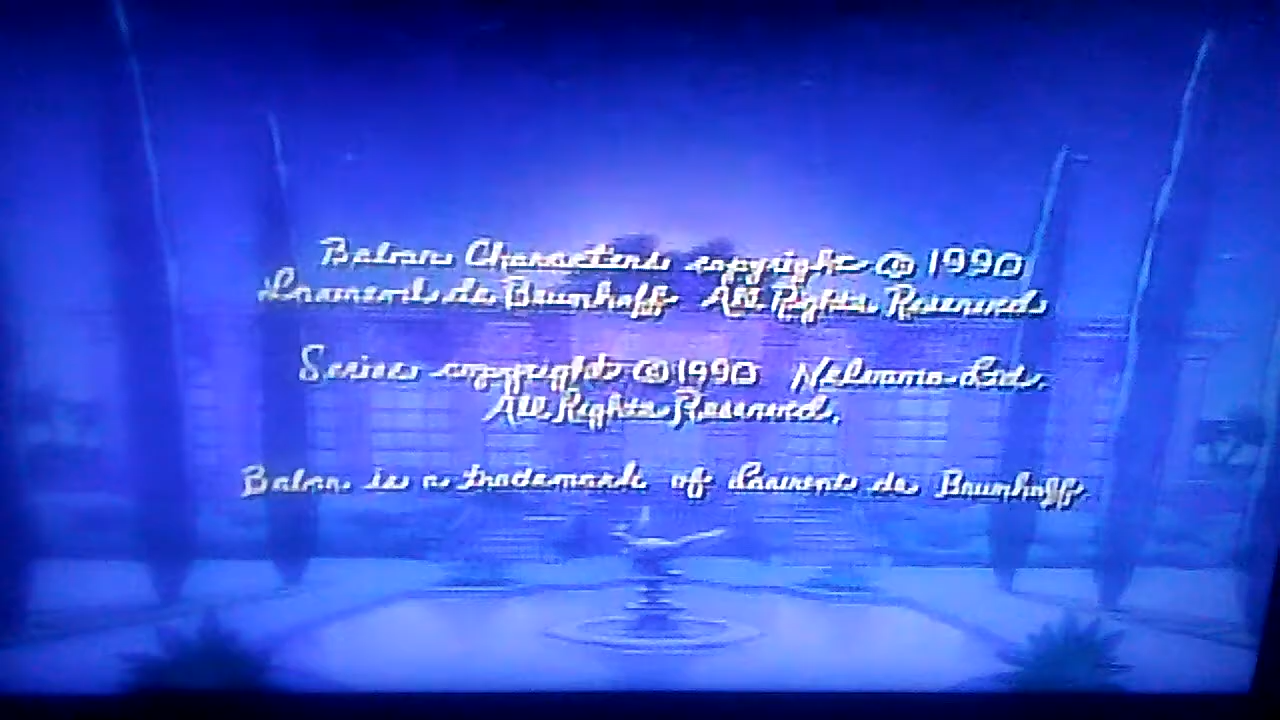 Babar Characters copyright © 1990
Laurent de Brunhoff All Rights Reserved
Series copyright © 1990 Nelvana Ltd.
All Rights Reserved.
Babar is a trademark of Laurent de Brunhoff